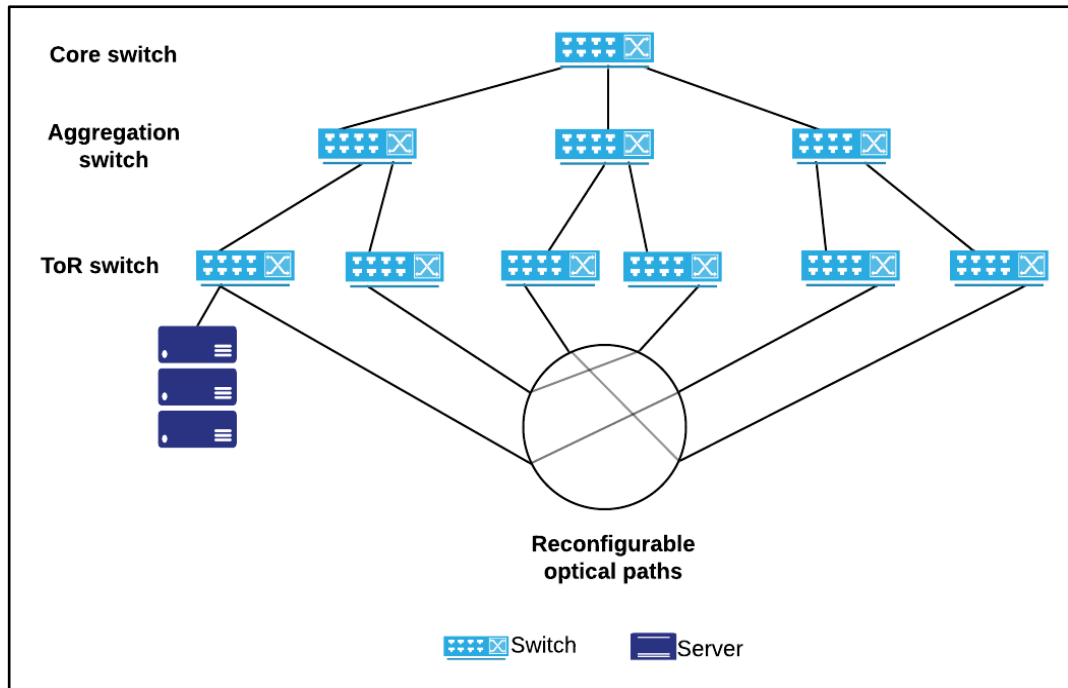 Core switch
Aggregation
switch
ToR switch
Reconfigurable
optical paths
Switch
Server